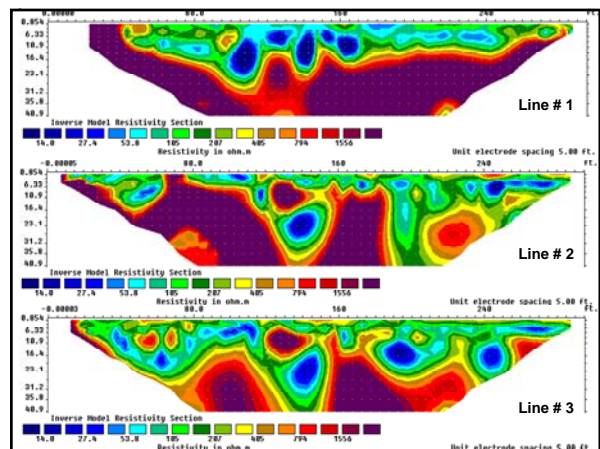 0.00000 80.0 160 240 ft.
0.854
6.33
10.9
16.4
23.1
31.2
35.8
40.9
Line # 1
Inverse Model Resistivity Section
14.0 27.4 53.8 105 207 405 794 1556
Resistivity in ohm.m Unit electrode spacing 5.00 ft.
-0.00005 80.0 160 240 ft.
0.854
6.33
10.9
16.4
23.1
31.2
35.8
40.9
Line # 2
Inverse Model Resistivity Section
14.0 27.4 53.8 105 207 405 794 1556
Resistivity in ohm.m Unit electrode spacing 5.00 ft.
-0.00003 80.0 160 240 ft.
0.854
6.33
10.9
16.4
23.1
31.2
35.8
40.9
Line # 3
Inverse Model Resistivity Section
14.0 27.4 53.8 105 207 405 794 1556
Resistivity in ohm.m Unit electrode spacing 5.00 ft.